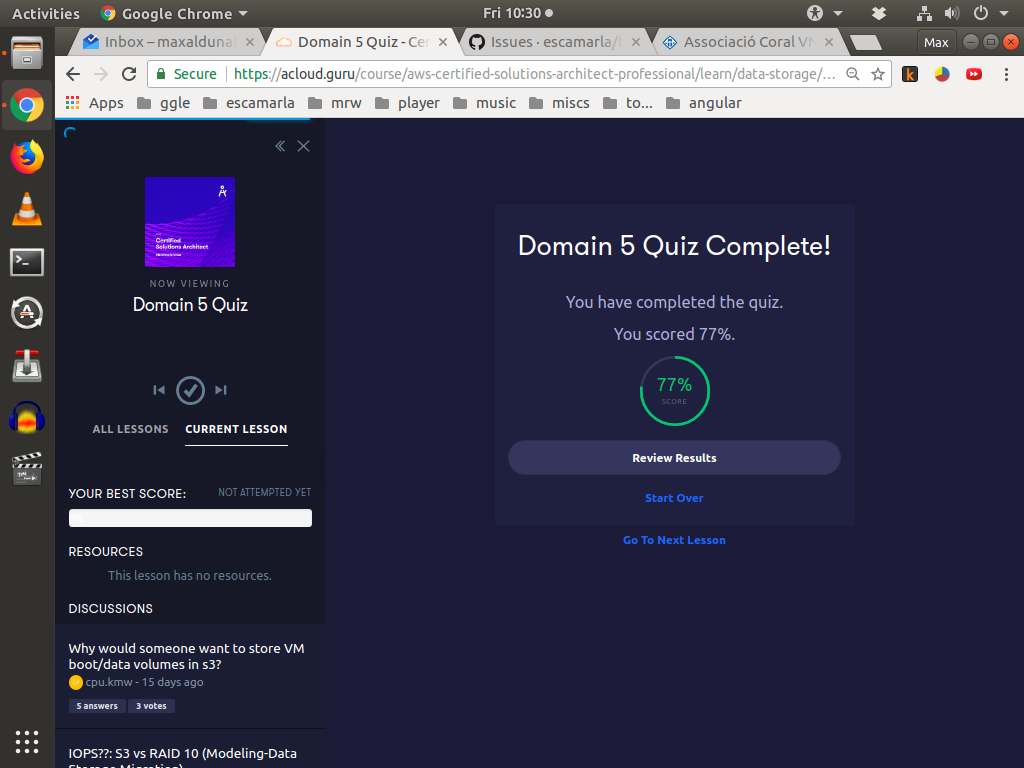 Activities
Google Chrome
Fri 10:30
Inbox – maxaldunat
Domain 5 Quiz - Cer
Issues · escamarla/l
Associació Coral VN
Max
Secure
https://acloud.guru/course/aws-certified-solutions-architect-professional/learn/data-storage/...
Apps
ggle
escamarla
mrw
player
music
miscs
to...
angular
Certified
Solutions Architect
NOW VIEWING
Domain 5 Quiz
ALL LESSONS
CURRENT LESSON
YOUR BEST SCORE:
NOT ATTEMPTED YET
RESOURCES
This lesson has no resources.
DISCUSSIONS
Why would someone want to store VM
boot/data volumes in s3?
cpu.kmw - 15 days ago
5 answers
3 votes
IOPS??: S3 vs RAID 10 (Modeling-Data
Storage Migration)
Domain 5 Quiz Complete!
You have completed the quiz.
You scored 77%.
77%
SCORE
Review Results
Start Over
Go To Next Lesson